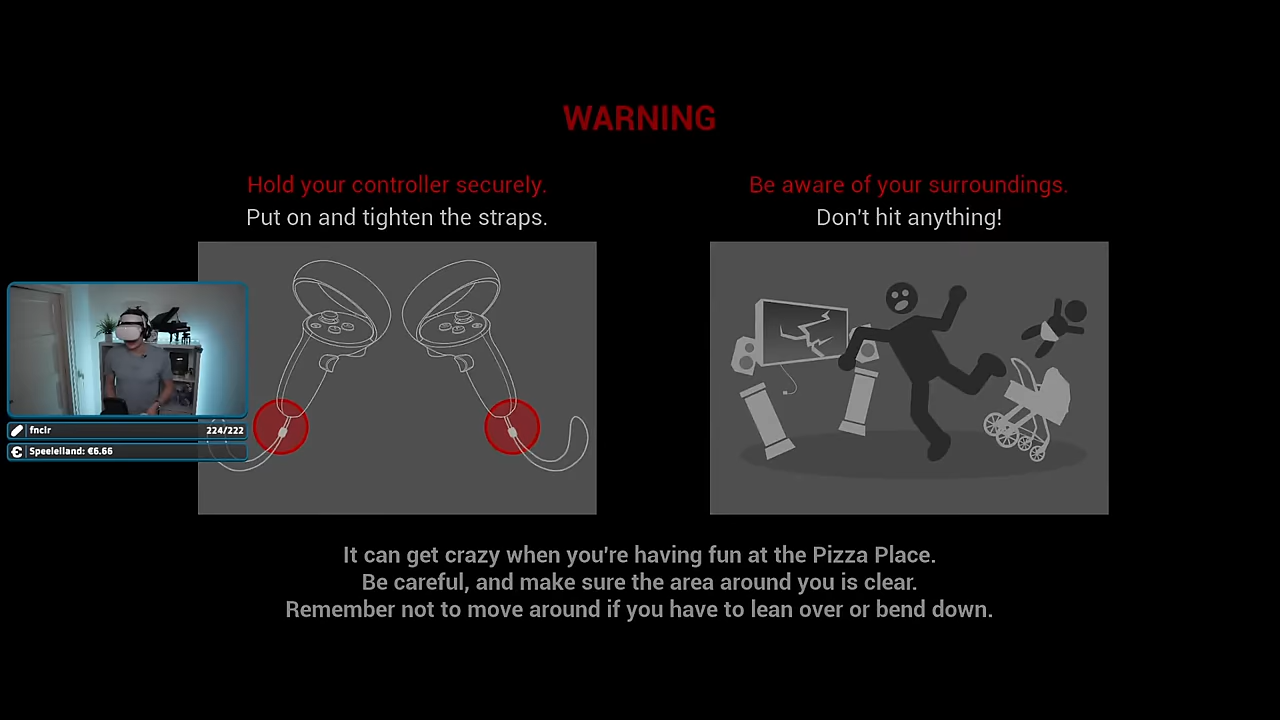 WARNING
Hold your controller securely.
Put on and tighten the straps.
Be aware of your surroundings.
Don't hit anything!
fnclr
224/222
Speeleiland: €6.66
It can get crazy when you're having fun at the Pizza Place.
Be careful, and make sure the area around you is clear.
Remember not to move around if you have to lean over or bend down.